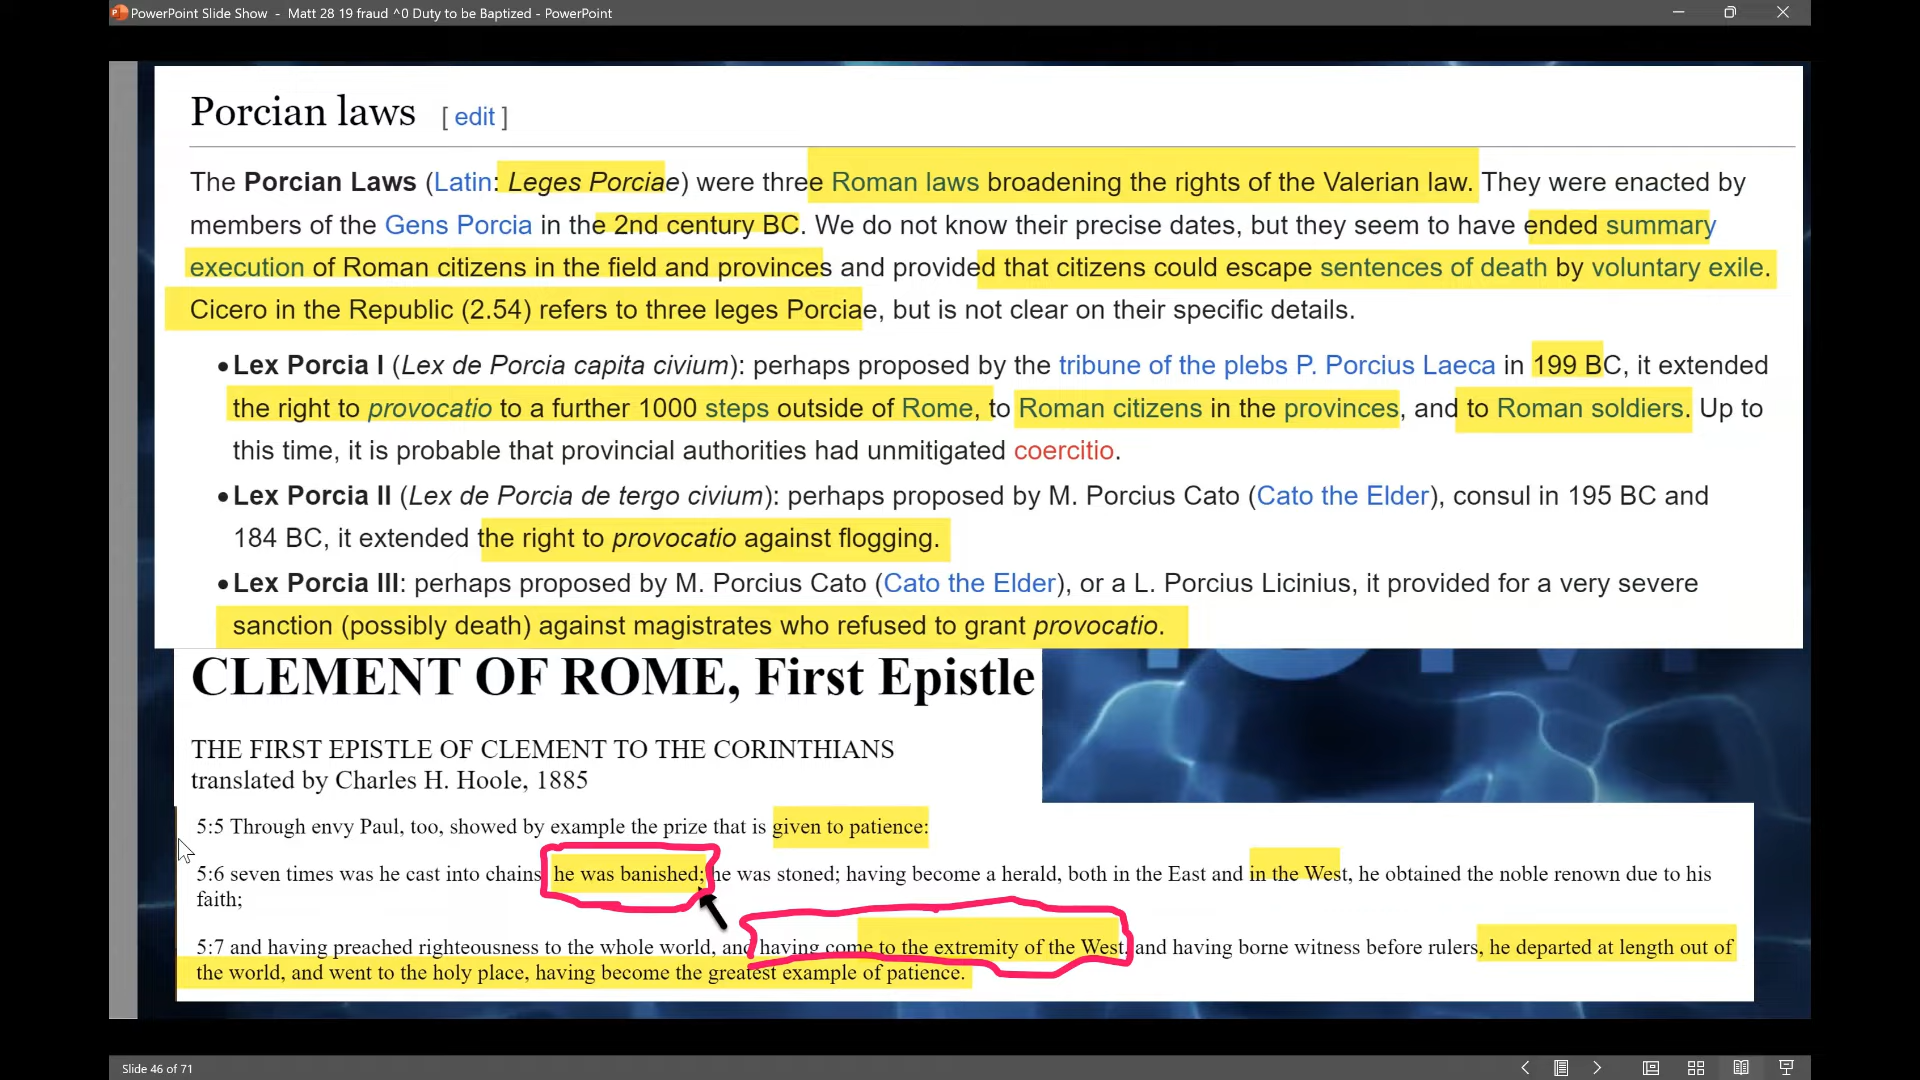 PowerPoint Slide Show - Matt 28 19 fraud ^0 Duty to be Baptized - PowerPoint
Porcian laws [ edit ]
The Porcian Laws (Latin: Leges Porciae) were three Roman laws broadening the rights of the Valerian law. They were enacted by
members of the Gens Porcia in the 2nd century BC. We do not know their precise dates, but they seem to have ended summary
execution of Roman citizens in the field and provinces and provided that citizens could escape sentences of death by voluntary exile.
Cicero in the Republic (2.54) refers to three leges Porciae, but is not clear on their specific details.
• Lex Porcia I (Lex de Porcia capita civium): perhaps proposed by the tribune of the plebs P. Porcius Laeca in 199 BC, it extended
the right to provocatio to a further 1000 steps outside of Rome, to Roman citizens in the provinces, and to Roman soldiers. Up to
this time, it is probable that provincial authorities had unmitigated coercitio.
• Lex Porcia II (Lex de Porcia de tergo civium): perhaps proposed by M. Porcius Cato (Cato the Elder), consul in 195 BC and
184 BC, it extended the right to provocatio against flogging.
• Lex Porcia III: perhaps proposed by M. Porcius Cato (Cato the Elder), or a L. Porcius Licinius, it provided for a very severe
sanction (possibly death) against magistrates who refused to grant provocatio.
CLEMENT OF ROME, First Epistle
THE FIRST EPISTLE OF CLEMENT TO THE CORINTHIANS
translated by Charles H. Hoole, 1885
5:5 Through envy Paul, too, showed by example the prize that is given to patience:
5:6 seven times was he cast into chains; he was banished; he was stoned; having become a herald, both in the East and in the West, he obtained the noble renown due to his
faith;
5:7 and having preached righteousness to the whole world, and having come to the extremity of the West, and having borne witness before rulers, he departed at length out of
the world, and went to the holy place, having become the greatest example of patience.
Slide 46 of 71